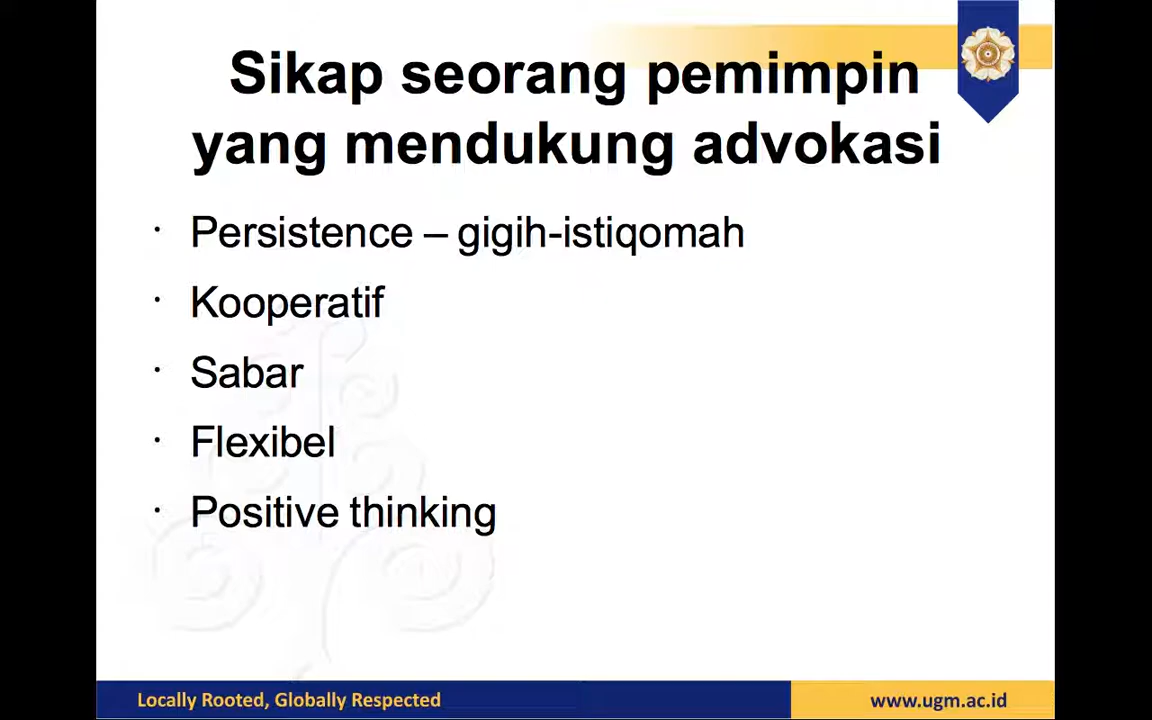 Sikap seorang pemimpin
yang mendukung advokasi
· Persistence – gigih-istiqomah
· Kooperatif
· Sabar
· Flexibel
· Positive thinking
Locally Rooted, Globally Respected
www.ugm.ac.id